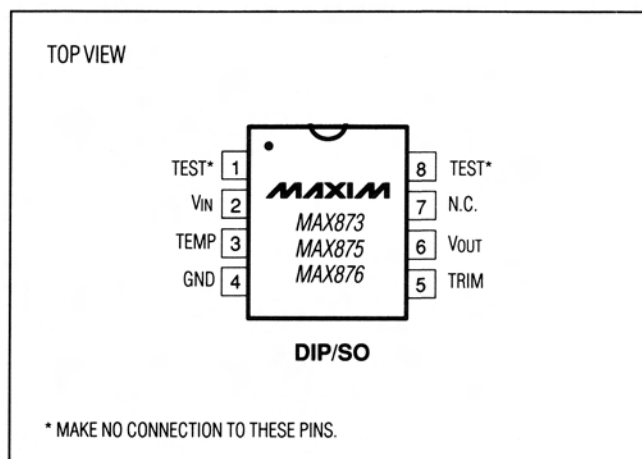 TOP VIEW
TEST* 1
VIN 2
TEMP 3
GND 4
MAXIM
MAX873
MAX875
MAX876
8 TEST*
7 N.C.
6 VOUT
5 TRIM
DIP/SO
* MAKE NO CONNECTION TO THESE PINS.